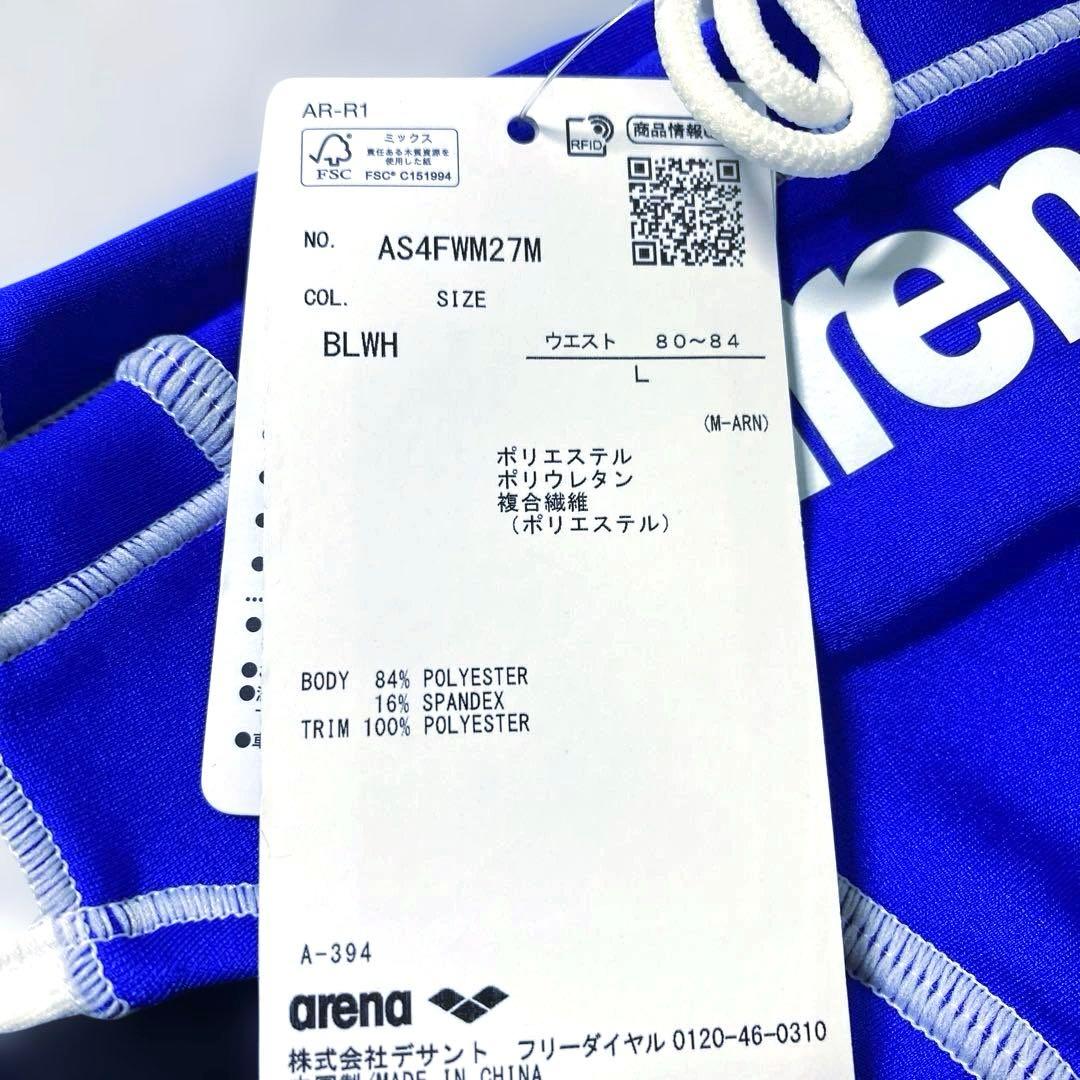 AR-R1
FSC
ミックス
責任ある木質資源を
使用した紙
FSC® C151994
RFID
商品情報
NO. AS4FWM27M
COL. SIZE
BLWH
ウエスト 80～84
L
(M-ARN)
ポリエステル
ポリウレタン
複合繊維
（ポリエステル）
BODY 84% POLYESTER
16% SPANDEX
TRIM 100% POLYESTER
A-394
arena
株式会社デサント フリーダイヤル 0120-46-0310
中国製/MADE IN CHINA
aren